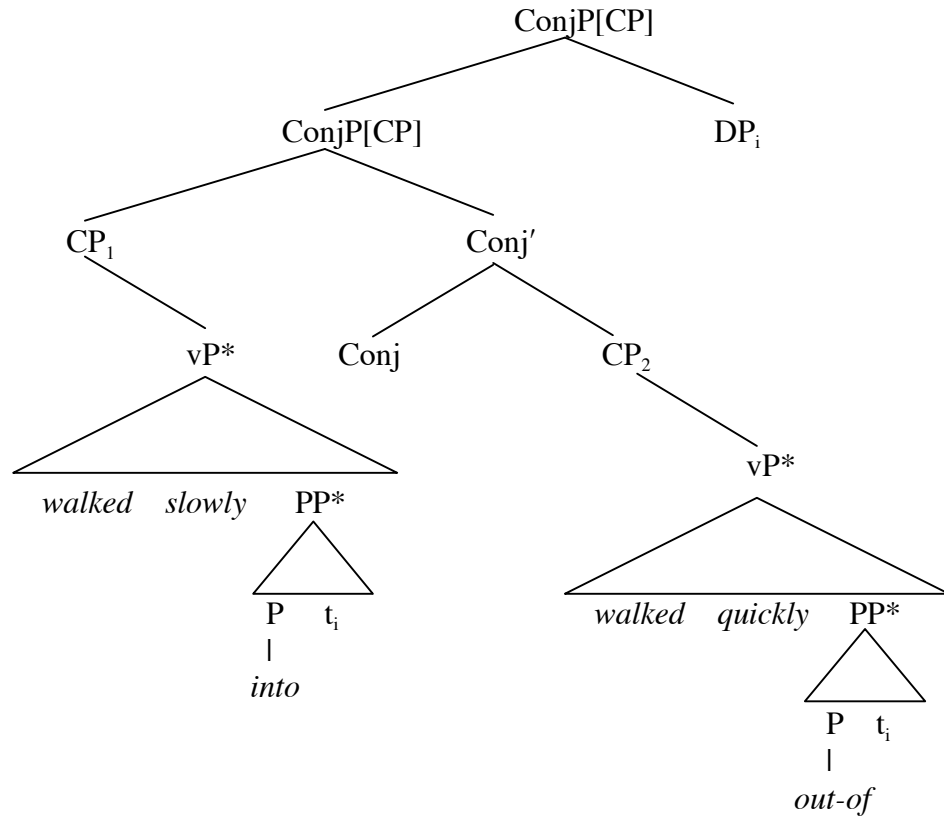 ConjP[CP]
ConjP[CP] DPᵢ
CP₁ Conj′
vP* Conj CP₂
vP*
walked slowly PP*
walked quickly PP*
P tᵢ
into
P tᵢ
out-of